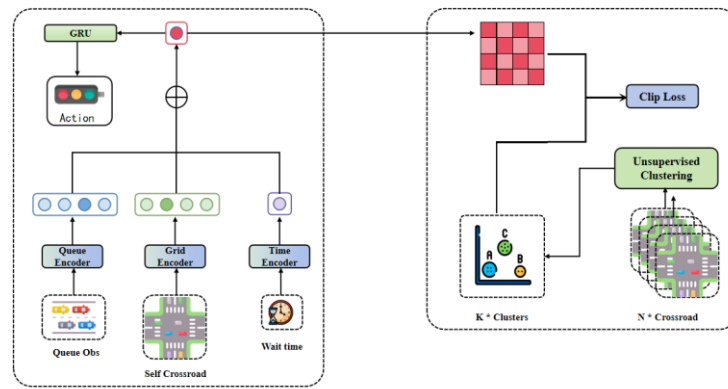 GRU
Action
Clip Loss
Unsupervised
Clustering
Queue
Encoder
Grid
Encoder
Time
Encoder
C
A
B
K * Clusters
N * Crossroad
Queue Obs
Self Crossroad
Wait time